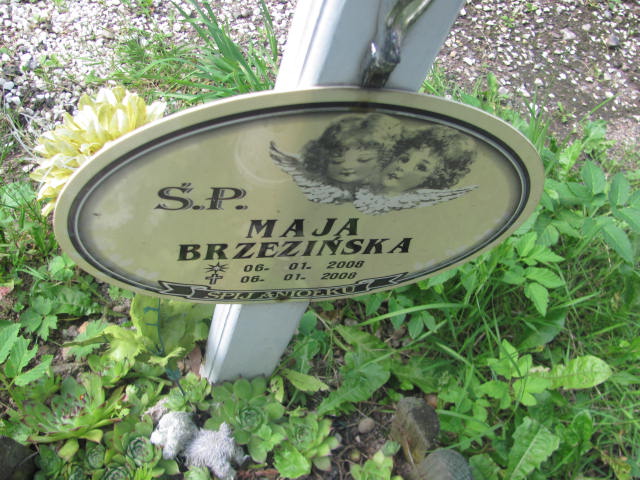 Ś.P.
MAJA
BRZEZIŃSKA
06- 01- 2008
06- 01- 2008
ŚPIJ ANIOŁKU